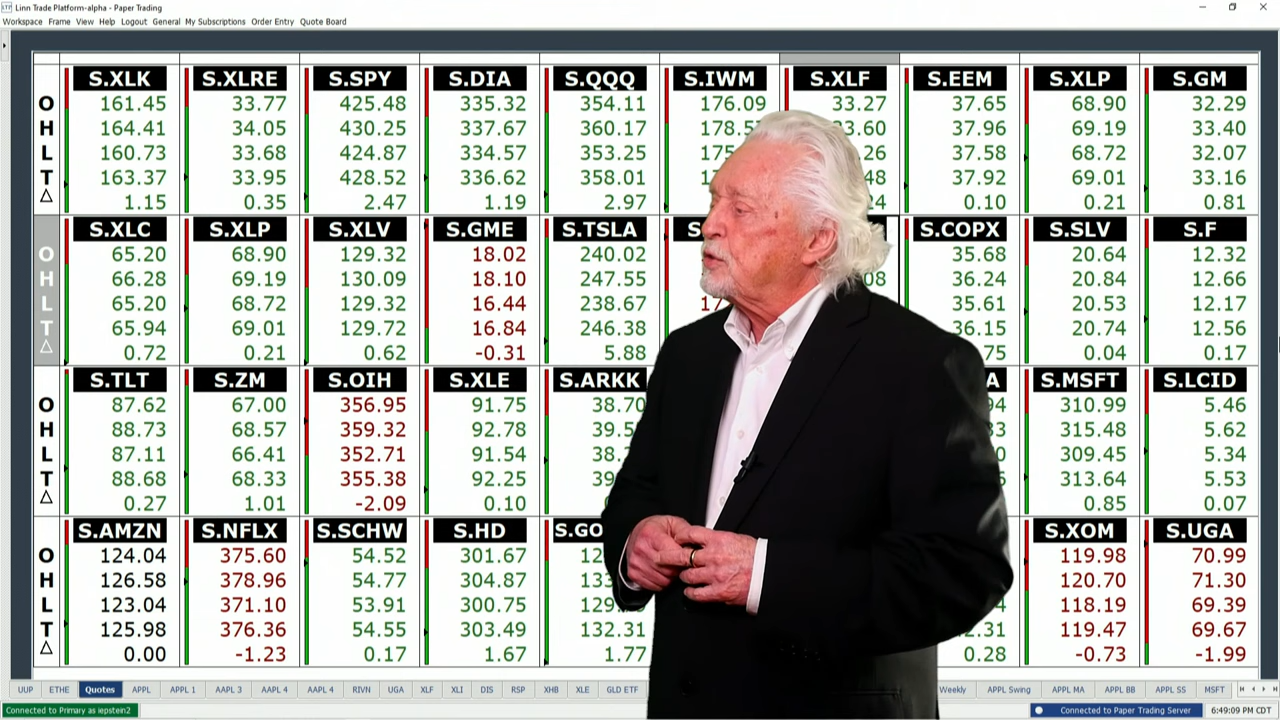 Linn Trade Platform-alpha - Paper Trading
Workspace Frame View Help Logout General My Subscriptions Order Entry Quote Board
S.XLK S.XLRE S.SPY S.DIA S.QQQ S.IWM S.XLF S.EEM S.XLP S.GM
O 161.45 33.77 425.48 335.32 354.11 176.09 33.27 37.65 68.90 32.29
H 164.41 34.05 430.25 337.67 360.17 37.96 69.19 33.40
L 160.73 33.68 424.87 334.57 353.25 37.58 68.72 32.07
T 163.37 33.95 428.52 336.62 358.01 37.92 69.01 33.16
△ 1.15 0.35 2.47 1.19 2.97 0.10 0.21 0.81
S.XLC S.XLP S.XLV S.GME S.TSLA S.COPX S.SLV S.F
O 65.20 68.90 129.32 18.02 240.02 35.68 20.64 12.32
H 66.28 69.19 130.09 18.10 247.55 36.24 20.84 12.66
L 65.20 68.72 129.32 16.44 238.67 35.61 20.53 12.17
T 65.94 69.01 129.72 16.84 246.38 36.15 20.74 12.56
△ 0.72 0.21 0.62 -0.31 5.88 0.04 0.17
S.TLT S.ZM S.OIH S.XLE S.ARKK S.MSFT S.LCID
O 87.62 67.00 356.95 91.75 38.70 310.99 5.46
H 88.73 68.57 359.32 92.78 315.48 5.62
L 87.11 66.41 352.71 91.54 309.45 5.34
T 88.68 68.33 355.38 92.25 313.64 5.53
△ 0.27 1.01 -2.09 0.10 0.85 0.07
S.AMZN S.NFLX S.SCHW S.HD S.XOM S.UGA
O 124.04 375.60 54.52 301.67 119.98 70.99
H 126.58 378.96 54.77 304.87 120.70 71.30
L 123.04 371.10 53.91 300.75 118.19 69.39
T 125.98 376.36 54.55 303.49 132.31 119.47 69.67
△ 0.00 -1.23 0.17 1.67 1.77 0.28 -0.73 -1.99
UUP ETHE Quotes APPL APPL 1 AAPL 3 AAPL 4 AAPL 4 RIVN UGA XLF XLI DIS RSP XHB XLE GLD ETF Weekly APPL Swing APPL MA APPL BB APPL SS MSFT
Connected to Primary as iepstein2 Connected to Paper Trading Server 6:49:09 PM CDT